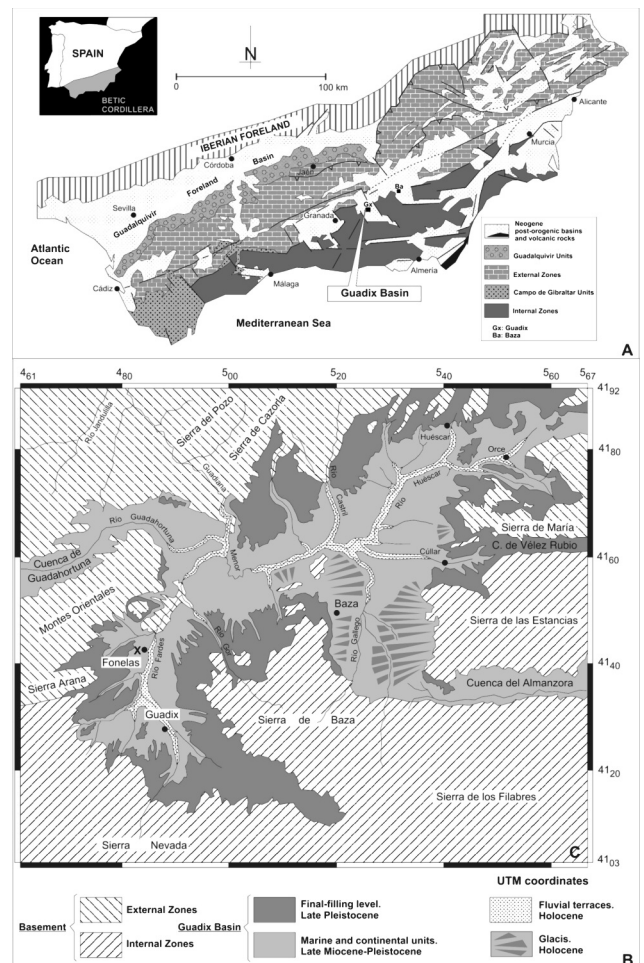 SPAIN
BETIC
CORDILLERA
N
0
100 km
IBERIAN FORELAND
Alicante
Murcia
Córdoba
Basin
Jaén
Foreland
Sevilla
Guadalquivir
Ba
Gx
Granada
Atlantic
Ocean
Almería
Cádiz
Málaga
Guadix Basin
Mediterranean Sea
Neogene
post-orogenic basins
and volcanic rocks
Guadalquivir Units
External Zones
Campo de Gibraltar Units
Internal Zones
Gx: Guadix
Ba: Baza
A
461
480
500
520
540
560
567
4192
4180
4160
4140
4120
4103
Río Jandulilla
Sierra del Pozo
Sierra de Cazorla
Guadiana
Menor
Río
Castril
Huéscar
Río
Huéscar
Orce
Río
Guadahortuna
Cuenca de
Guadahortuna
Sierra de María
C. de Vélez Rubio
Cullar
Montes Orientales
Baza
Río Gallego
Sierra de las Estancias
Río Gor
X
Fonelas
Río Fardes
Sierra Arana
Guadix
Sierra de Baza
Cuenca del Almanzora
Sierra de los Filabres
Sierra Nevada
C
UTM coordinates
Basement
External Zones
Internal Zones
Guadix Basin
Final-filling level.
Late Pleistocene
Marine and continental units.
Late Miocene-Pleistocene
Fluvial terraces.
Holocene
Glacis.
Holocene
B